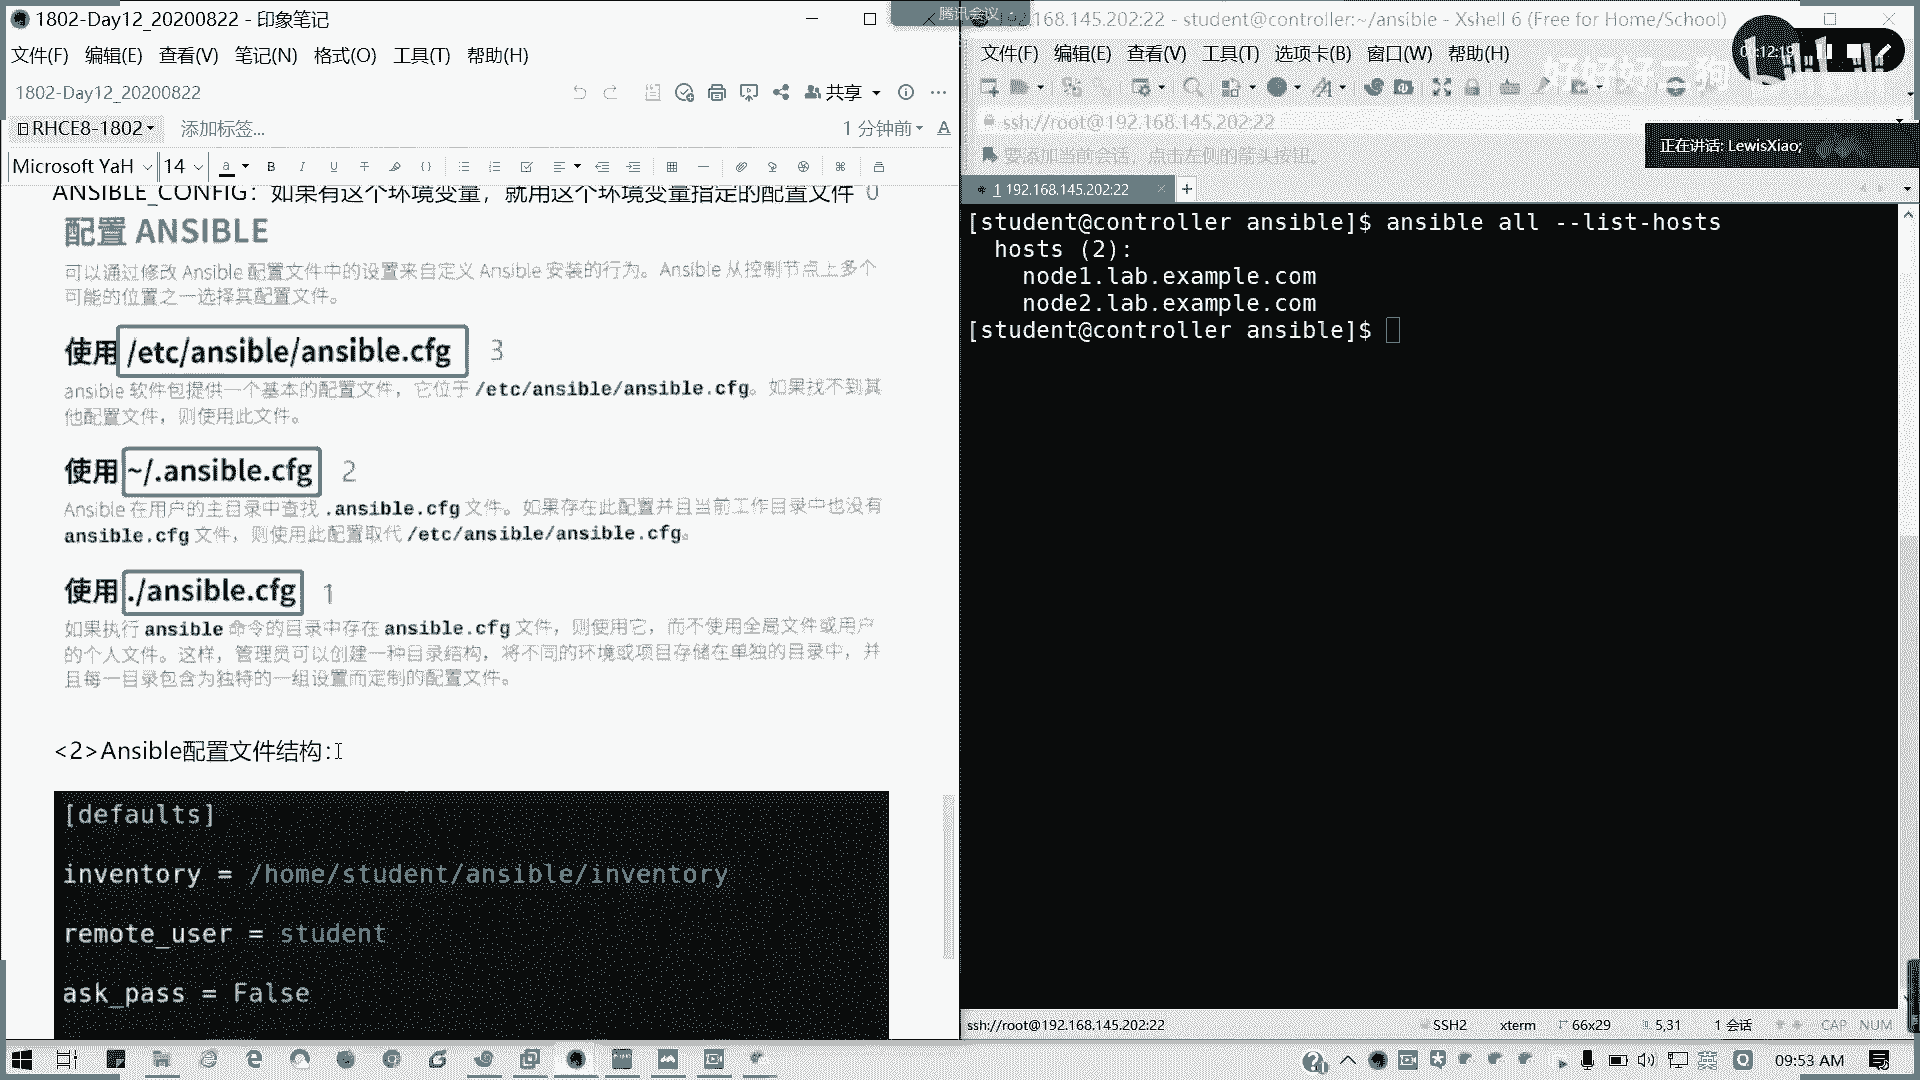 1802-Day12_20200822 - 印象笔记
文件(F) 编辑(E) 查看(V) 笔记(N) 格式(O) 工具(T) 帮助(H)
1802-Day12_20200822
共享
RHCE8-1802
添加标签...
1 分钟前
Microsoft YaH 14
ANSIBLE_CONFIG：如果有这个环境变量，就用这个环境变量指定的配置文件 0
配置 ANSIBLE
可以通过修改 Ansible 配置文件中的设置来自定义 Ansible 安装的行为。Ansible 从控制节点上多个
可能的位置之一选择其配置文件。
使用 /etc/ansible/ansible.cfg 3
ansible 软件包提供一个基本的配置文件，它位于 /etc/ansible/ansible.cfg。如果找不到其
他配置文件，则使用此文件。
使用 ~/.ansible.cfg 2
Ansible 在用户的主目录中查找 .ansible.cfg 文件。如果存在此配置并且当前工作目录中也没有
ansible.cfg 文件，则使用此配置取代 /etc/ansible/ansible.cfg。
使用 ./ansible.cfg 1
如果执行 ansible 命令的目录中存在 ansible.cfg 文件，则使用它，而不使用全局文件或用户
的个人文件。这样，管理员可以创建一种目录结构，将不同的环境或项目存储在单独的目录中，并
且每一目录包含为独特的一组设置而定制的配置文件。
<2>Ansible配置文件结构：
[defaults]
inventory = /home/student/ansible/inventory
remote_user = student
ask_pass = False
腾讯会议
168.145.202:22 - student@controller:~/ansible - Xshell 6 (Free for Home/School)
文件(F) 编辑(E) 查看(V) 工具(T) 选项卡(B) 窗口(W) 帮助(H)
ssh://root@192.168.145.202:22
要添加当前会话，点击左侧的箭头按钮。
正在讲话: LewisXiao;
1 192.168.145.202:22
[student@controller ansible]$ ansible all --list-hosts
hosts (2):
node1.lab.example.com
node2.lab.example.com
[student@controller ansible]$
ssh://root@192.168.145.202:22
SSH2 xterm 66x29 5,31 1 会话 CAP NUM
英
09:53 AM